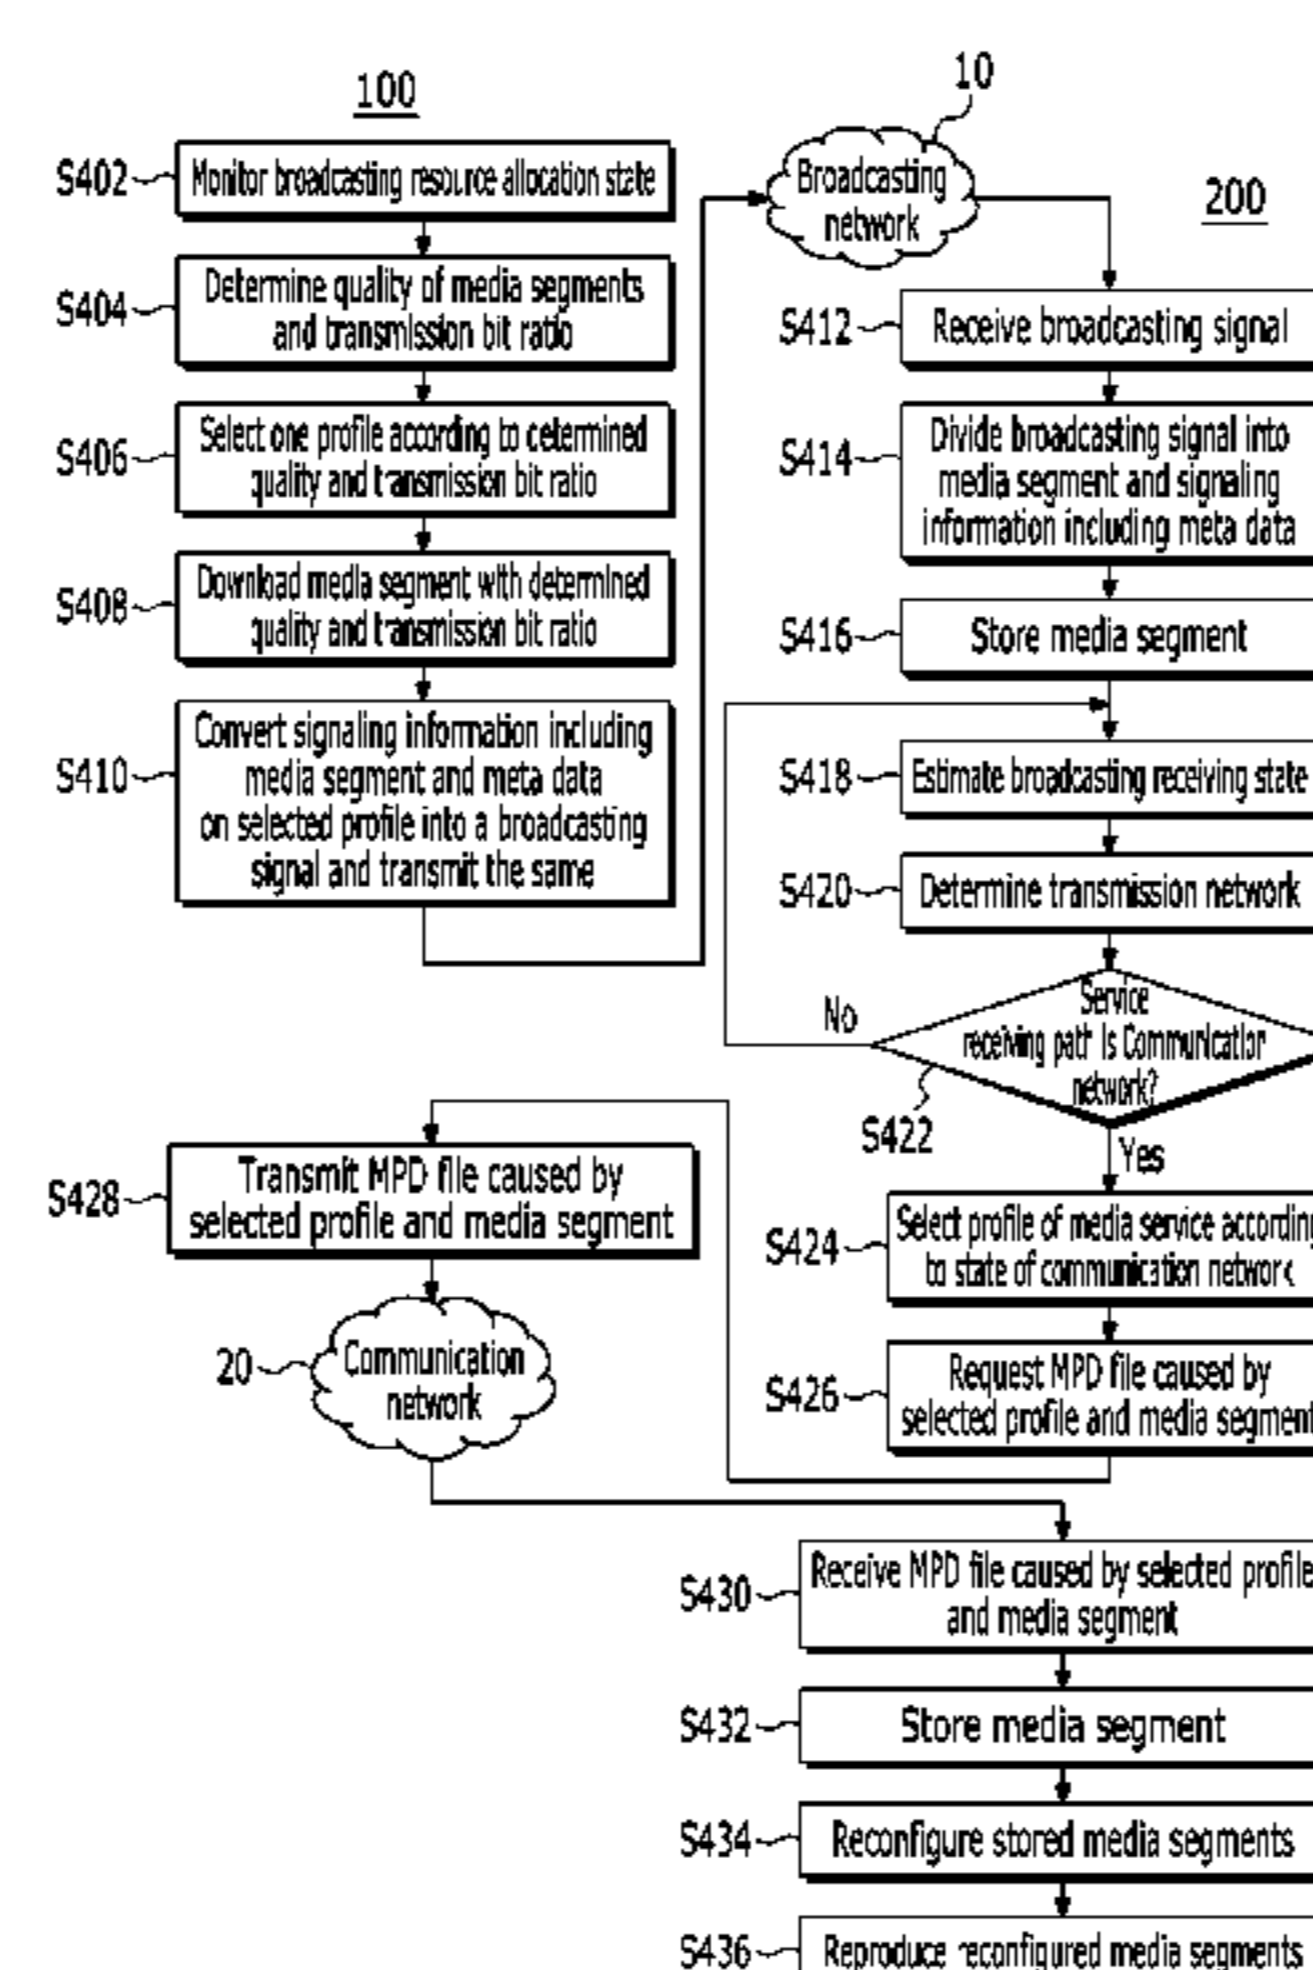 100
S402
Monitor broadcasting resource allocation state
S404
Determine quality of media segments
and transmission bit ratio
S406
Select one profile according to determined
quality and transmission bit ratio
S408
Download media segment with determined
quality and transmission bit ratio
S410
Convert signaling information including
media segment and meta data
on selected profile into a broadcasting
signal and transmit the same
10
Broadcasting
network
200
S412
Receive broadcasting signal
S414
Divide broadcasting signal into
media segment and signaling
information including meta data
S416
Store media segment
S418
Estimate broadcasting receiving state
S420
Determine transmission network
No
Service
receiving path is Communication
network?
S422
Yes
S424
Select profile of media service according
to state of communication network
S426
Request MPD file caused by
selected profile and media segment
S428
Transmit MPD file caused by
selected profile and media segment
20
Communication
network
S430
Receive MPD file caused by selected profile
and media segment
S432
Store media segment
S434
Reconfigure stored media segments
S436
Reproduce reconfigured media segments